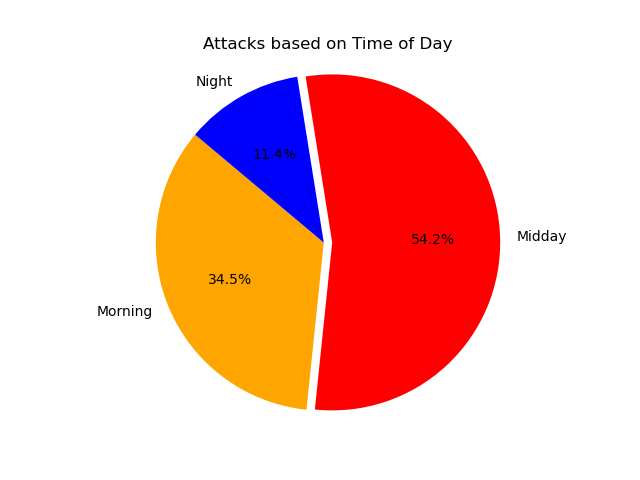 Attacks based on Time of Day
Night
11.4%
54.2%
Midday
34.5%
Morning